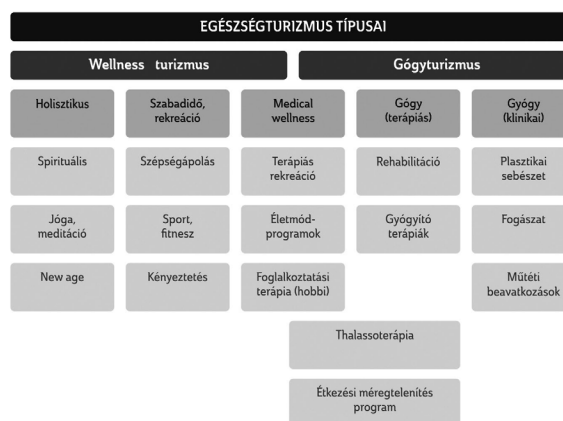 EGÉSZSÉGTURIZMUS TÍPUSAI
Wellness turizmus
Gógyturizmus
Holisztikus
Szabadidő,
rekreáció
Medical
wellness
Gógy
(terápiás)
Gyógy
(klinikai)
Spirituális
Szépségápolás
Terápiás
rekreáció
Rehabilitáció
Plasztikai
sebészet
Jóga,
meditáció
Sport,
fitnesz
Életmód-
programok
Gyógyító
terápiák
Fogászat
New age
Kényeztetés
Foglalkoztatási
terápia (hobbi)
Műtéti
beavatkozások
Thalassoterápia
Étkezési méregtelenítés
program